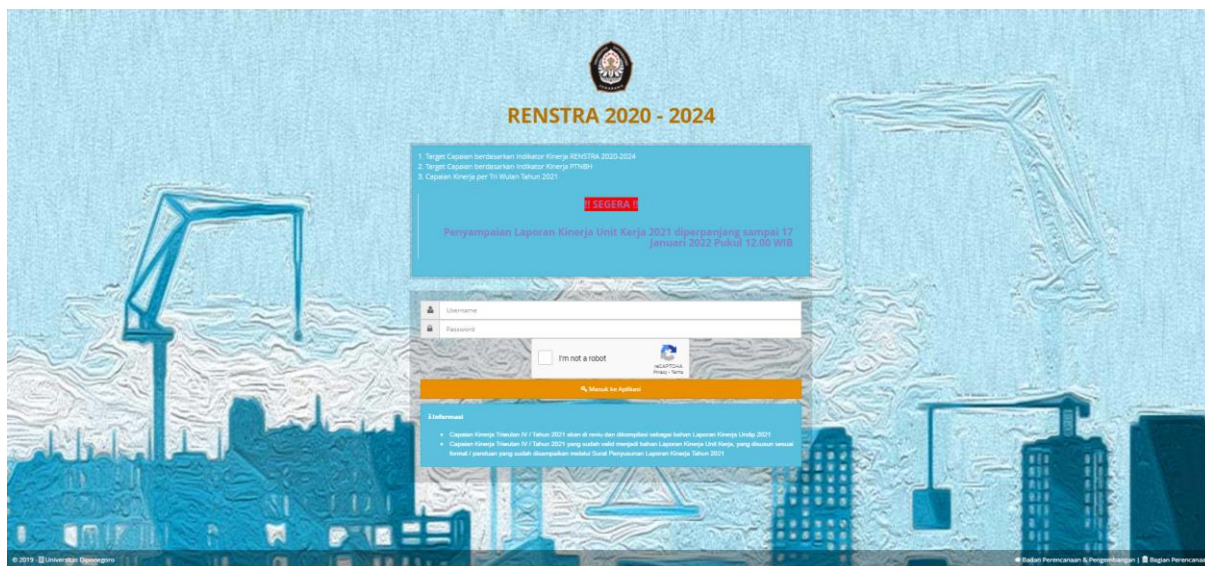 RENSTRA 2020 - 2024
1. Target Capaian berdasarkan Indikator Kinerja RENSTRA 2020-2024
2. Target Capaian berdasarkan Indikator Kinerja PTNBH
3. Capaian Kinerja per Tri Wulan Tahun 2021
!! SEGERA !!
Penyampaian Laporan Kinerja Unit Kerja 2021 diperpanjang sampai 17
Januari 2022 Pukul 12.00 WIB
Username
Password
I'm not a robot
reCAPTCHA
Privacy - Terms
Masuk ke Aplikasi
Informasi
Capaian Kinerja Triwulan IV / Tahun 2021 akan di reviu dan dikompilasi sebagai bahan Laporan Kinerja Undip 2021
Capaian Kinerja Triwulan IV / Tahun 2021 yang sudah valid menjadi bahan Laporan Kinerja Unit Kerja, yang disusun sesuai
format / panduan yang sudah disampaikan melalui Surat Penyusunan Laporan Kinerja Tahun 2021
© 2019 - Universitas Diponegoro
Badan Perencanaan & Pengembangan | Bagian Perencanaa